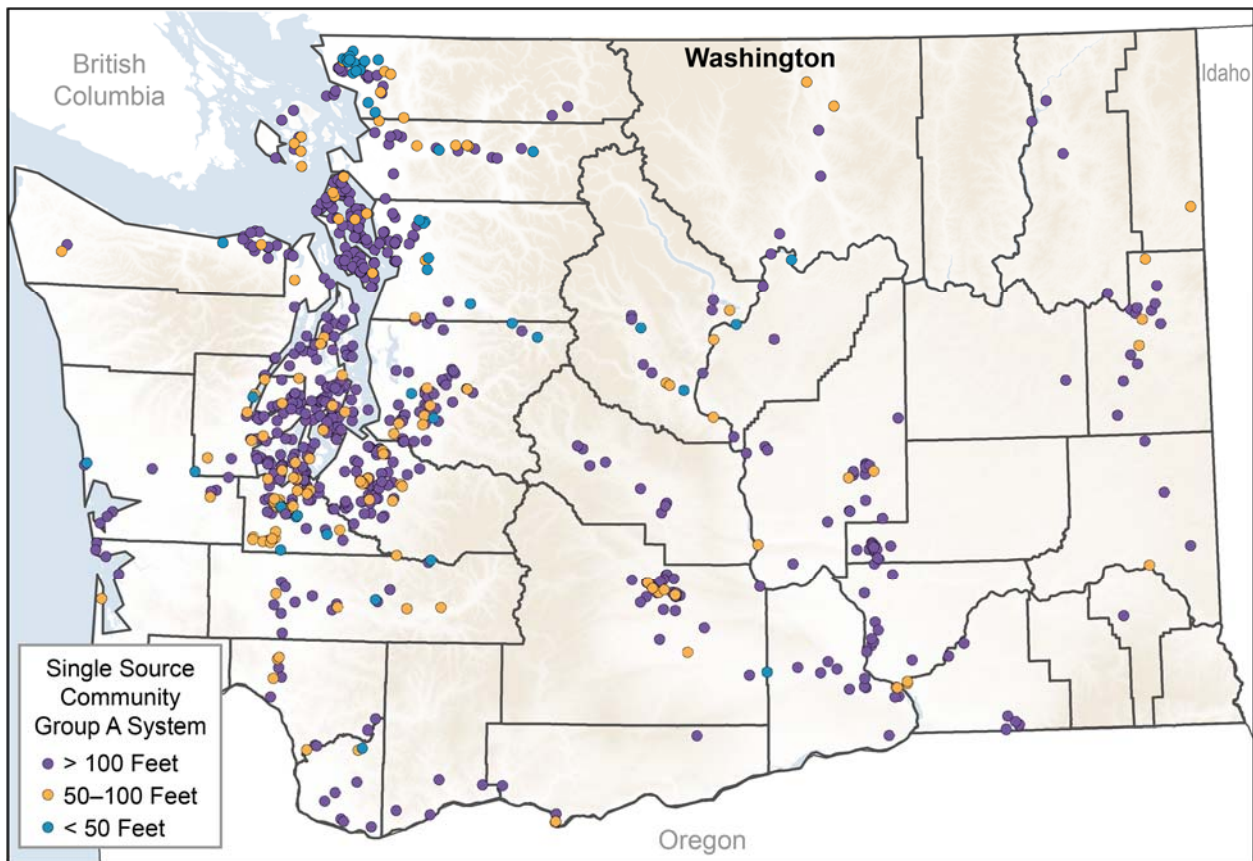 British
Columbia
Washington
Idaho
Single Source
Community
Group A System
> 100 Feet
50–100 Feet
< 50 Feet
Oregon